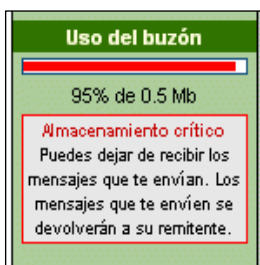 Uso del buzón
95% de 0.5 Mb
Almacenamiento crítico
Puedes dejar de recibir los
mensajes que te envían. Los
mensajes que te envíen se
devolverán a su remitente.